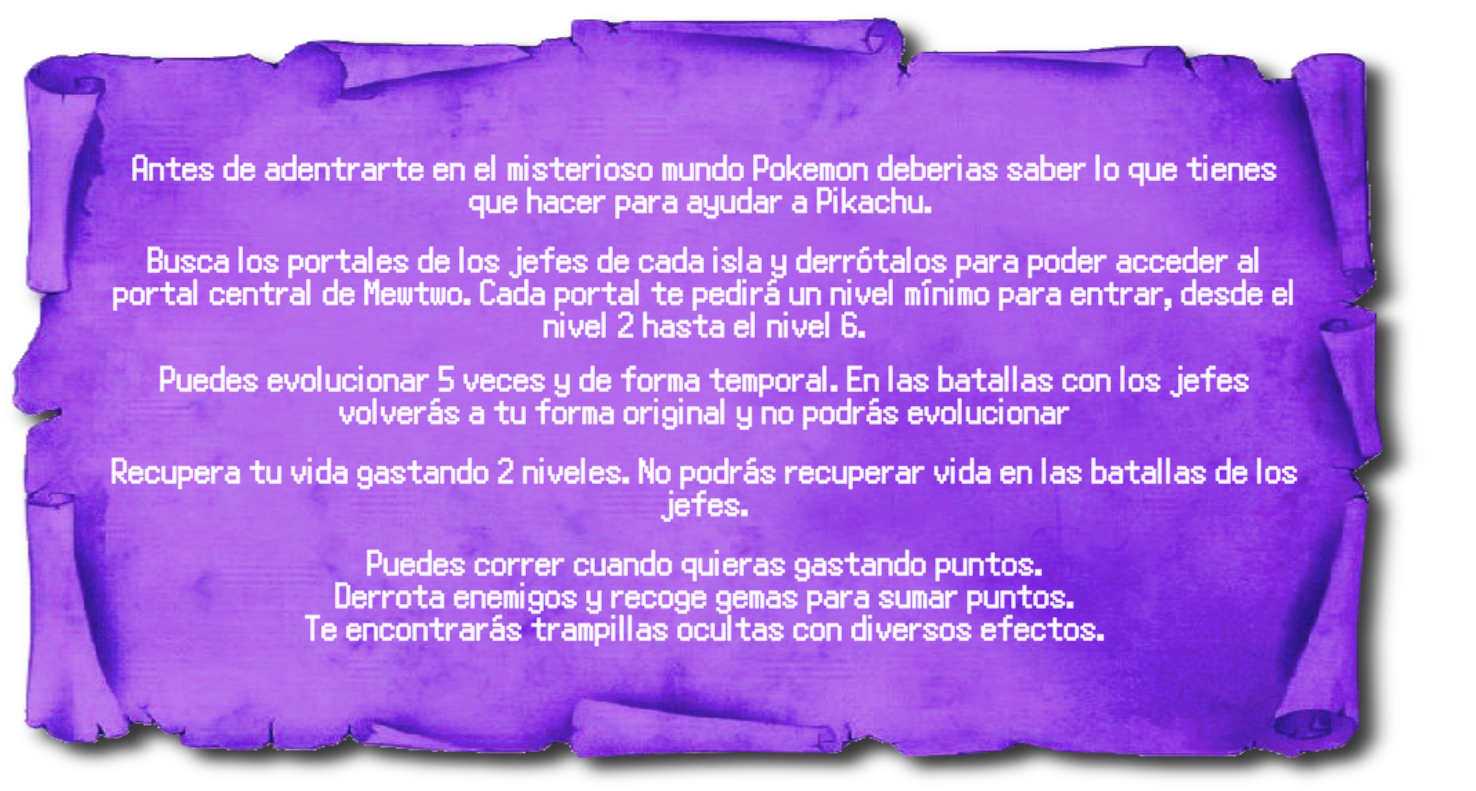 Antes de adentrarte en el misterioso mundo Pokemon deberias saber lo que tienes
que hacer para ayudar a Pikachu.
Busca los portales de los jefes de cada isla y derrótalos para poder acceder al
portal central de Mewtwo. Cada portal te pedirá un nivel mínimo para entrar, desde el
nivel 2 hasta el nivel 6.
Puedes evolucionar 5 veces y de forma temporal. En las batallas con los jefes
volverás a tu forma original y no podrás evolucionar
Recupera tu vida gastando 2 niveles. No podrás recuperar vida en las batallas de los
jefes.
Puedes correr cuando quieras gastando puntos.
Derrota enemigos y recoge gemas para sumar puntos.
Te encontrarás trampillas ocultas con diversos efectos.